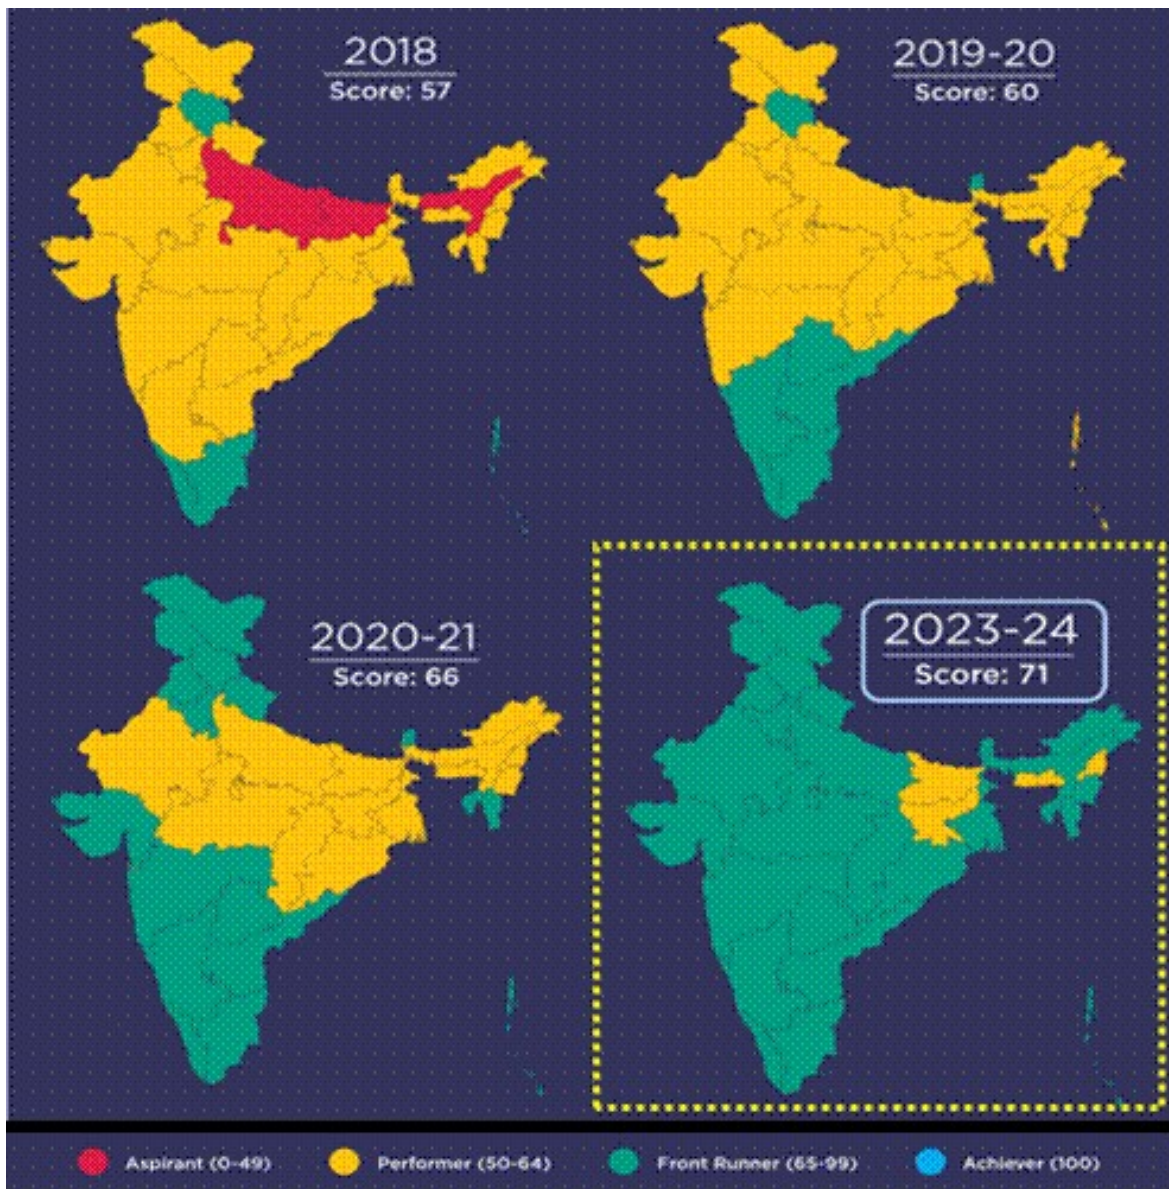 2018
Score: 57
2019-20
Score: 60
2020-21
Score: 66
2023-24
Score: 71
Aspirant (0-49)
Performer (50-64)
Front Runner (65-99)
Achiever (100)